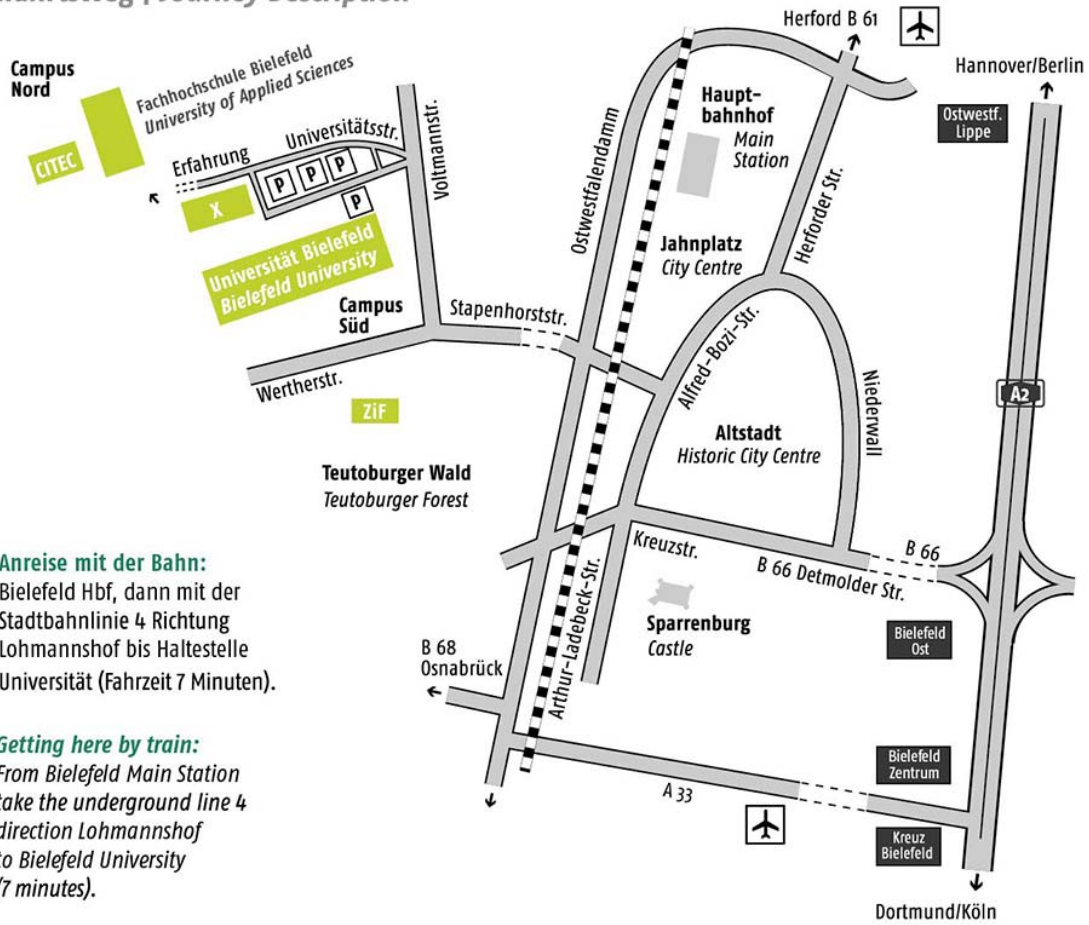 Journey Description
Herford B 61
Hannover/Berlin
Campus
Nord
Fachhochschule Bielefeld
University of Applied Sciences
CITEC
Erfahrung
Universitätsstr.
Voltmannstr.
P
P
P
P
X
Universität Bielefeld
Bielefeld University
Campus
Süd
Wertherstr.
Stapenhorststr.
ZiF
Teutoburger Wald
Teutoburger Forest
Ostwestfalendamm
Haupt-
bahnhof
Main
Station
Ostwestf.
Lippe
Herforder Str.
Jahnplatz
City Centre
Alfred-Bozi-Str.
Niederwall
A2
Altstadt
Historic City Centre
Kreuzstr.
B 66
B 66 Detmolder Str.
Arthur-Ladebeck-Str.
Sparrenburg
Castle
Bielefeld
Ost
B 68
Osnabrück
Bielefeld
Zentrum
A 33
Kreuz
Bielefeld
Dortmund/Köln
Anreise mit der Bahn:
Bielefeld Hbf, dann mit der
Stadtbahnlinie 4 Richtung
Lohmannshof bis Haltestelle
Universität (Fahrzeit 7 Minuten).
Getting here by train:
From Bielefeld Main Station
take the underground line 4
direction Lohmannshof
to Bielefeld University
(7 minutes).